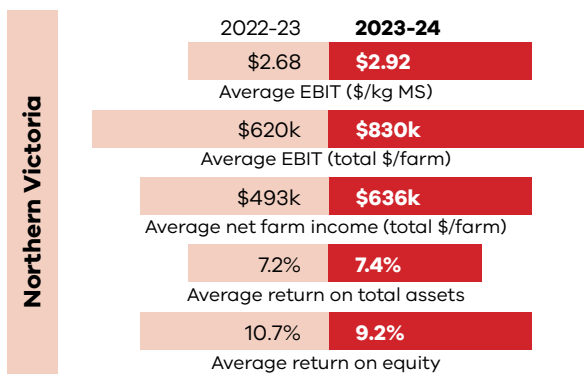 Northern Victoria
2022-23 2023-24
$2.68 $2.92
Average EBIT ($/kg MS)
$620k $830k
Average EBIT (total $/farm)
$493k $636k
Average net farm income (total $/farm)
7.2% 7.4%
Average return on total assets
10.7% 9.2%
Average return on equity